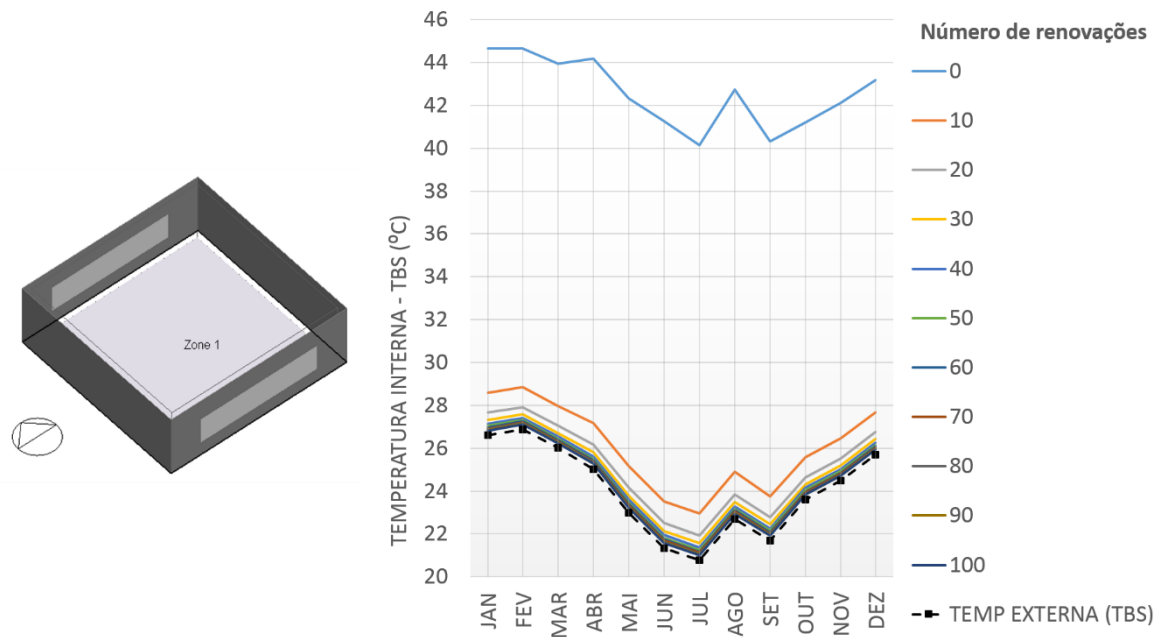 Zone 1
TEMPERATURA INTERNA - TBS (ºC)
46
44
42
40
38
36
34
32
30
28
26
24
22
20
JAN
FEV
MAR
ABR
MAI
JUN
JUL
AGO
SET
OUT
NOV
DEZ
Número de renovações
0
10
20
30
40
50
60
70
80
90
100
TEMP EXTERNA (TBS)